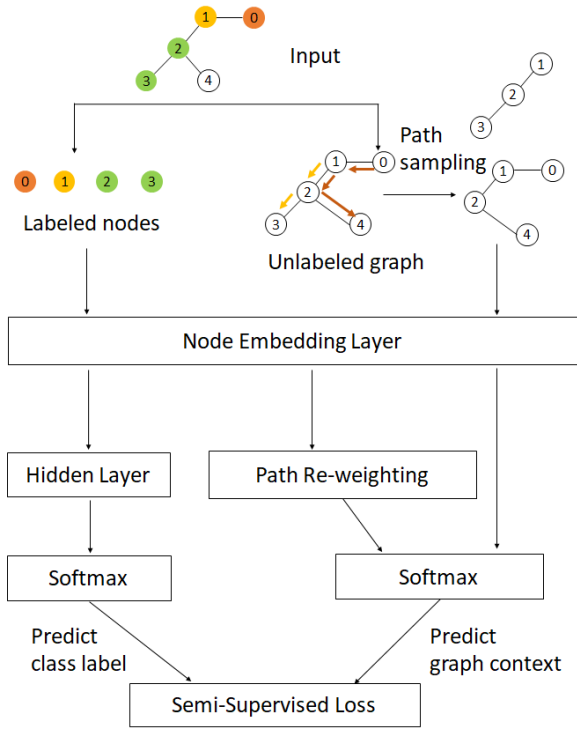 1
0
2
3
4
Input
1
2
3
0
1
2
3
Labeled nodes
1
0
2
3
4
Unlabeled graph
Path
sampling
1
0
2
4
Node Embedding Layer
Hidden Layer
Path Re-weighting
Softmax
Softmax
Predict
class label
Predict
graph context
Semi-Supervised Loss